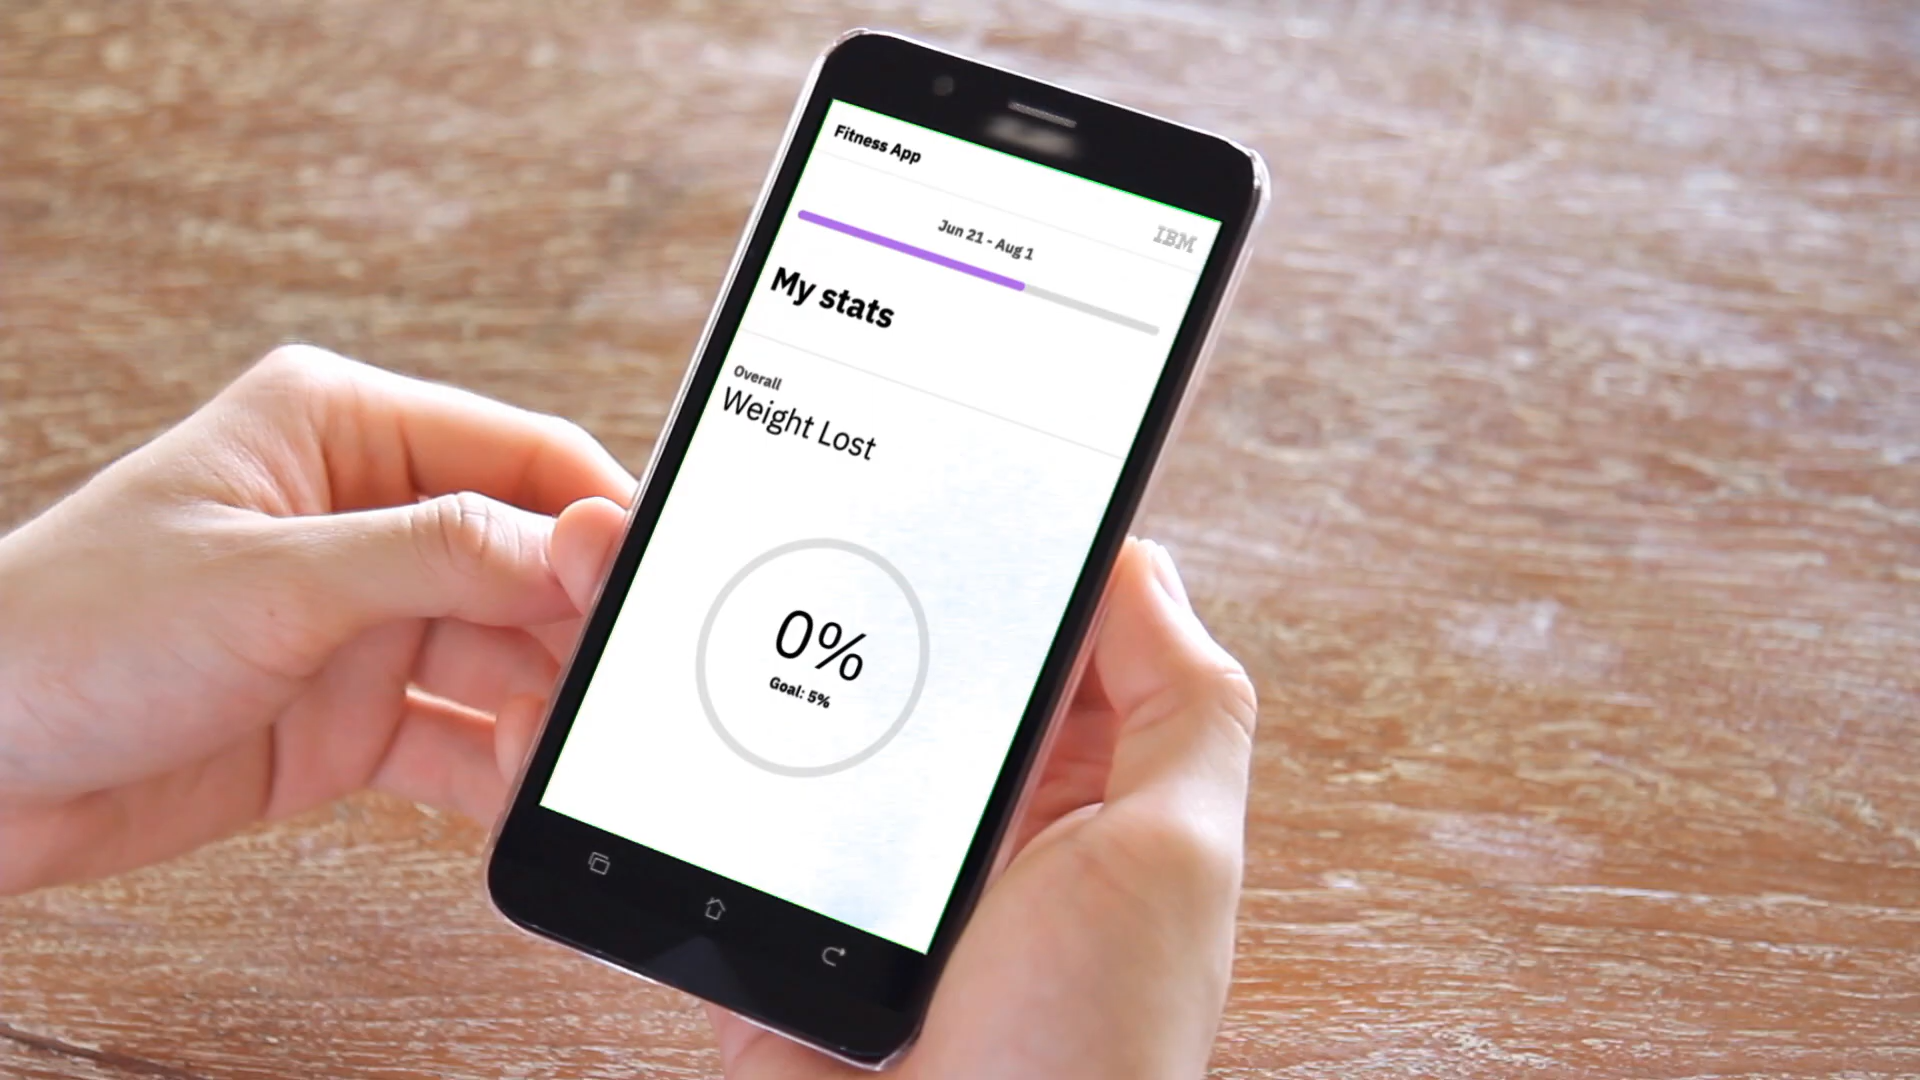 Fitness App
IBM
Jun 21 - Aug 1
My stats
Overall
Weight Lost
0%
Goal: 5%